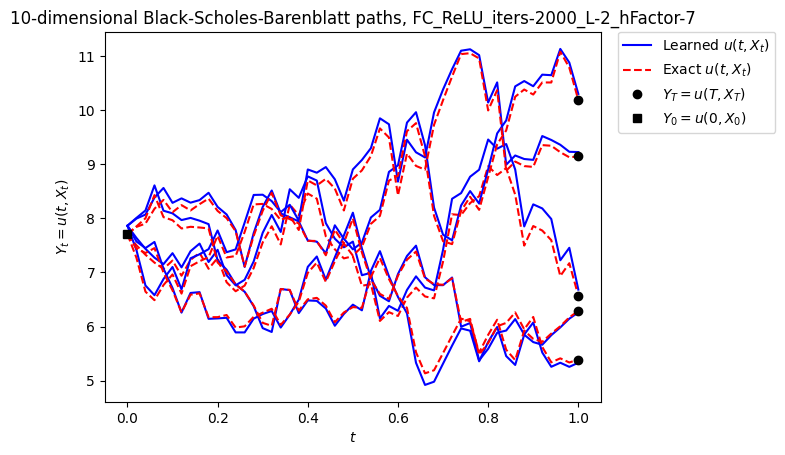 10-dimensional Black-Scholes-Barenblatt paths, FC_ReLU_iters-2000_L-2_hFactor-7
Learned u(t, X_t)
Exact u(t, X_t)
Y_T = u(T, X_T)
Y_0 = u(0, X_0)
Y_t = u(t, X_t)
11
10
9
8
7
6
5
0.0 0.2 0.4 0.6 0.8 1.0
t